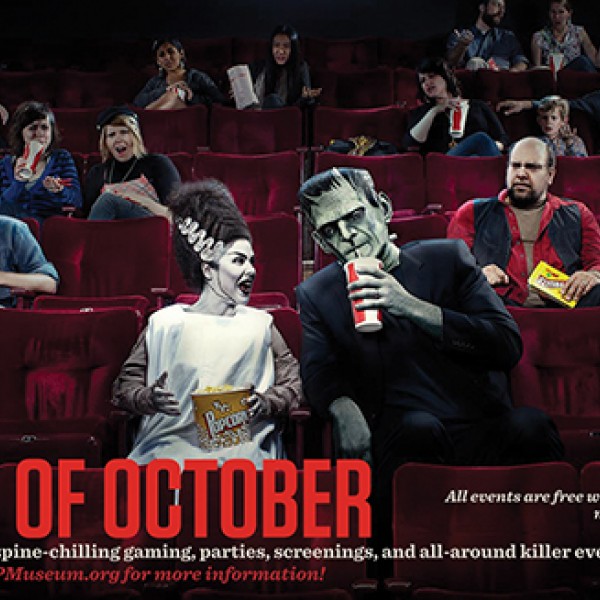 POPCORN
OF OCTOBER
All events are free w
spine-chilling gaming, parties, screenings, and all-around killer eve
PMuseum.org for more information!